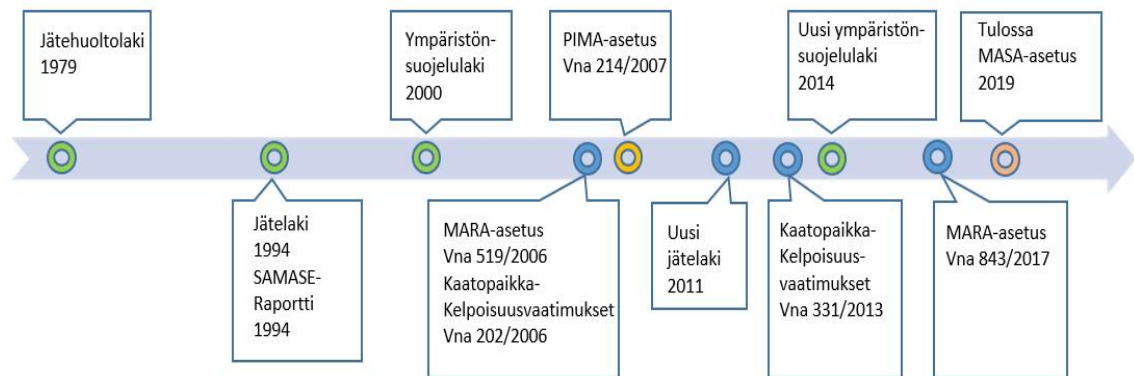 Jätehuoltolaki
1979
Ympäristön-
suojelulaki
2000
PIMA-asetus
Vna 214/2007
Uusi ympäristön-
suojelulaki
2014
Tulossa
MASA-asetus
2019
Jätelaki
1994
SAMASE-
Raportti
1994
MARA-asetus
Vna 519/2006
Kaatopaikka-
Kelpoisuusvaatimukset
Vna 202/2006
Uusi
jätelaki
2011
Kaatopaikka-
Kelpoisuus-
vaatimukset
Vna 331/2013
MARA-asetus
Vna 843/2017